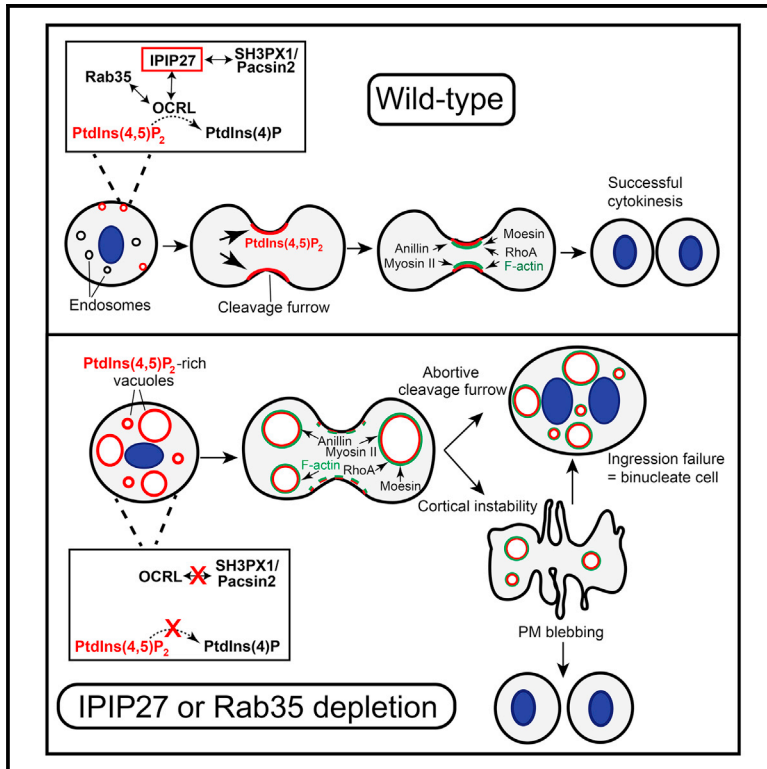 IPIP27
SH3PX1/
Pacsin2
Rab35
OCRL
PtdIns(4,5)P2
PtdIns(4)P
Wild-type
Endosomes
PtdIns(4,5)P2
Cleavage furrow
Anillin
Myosin II
Moesin
RhoA
F-actin
Successful
cytokinesis
PtdIns(4,5)P2-rich
vacuoles
Anillin
Myosin II
F-actin
RhoA
Moesin
Abortive
cleavage furrow
Cortical instability
Ingression failure
= binucleate cell
PM blebbing
OCRL
X
SH3PX1/
Pacsin2
X
PtdIns(4,5)P2
PtdIns(4)P
IPIP27 or Rab35 depletion